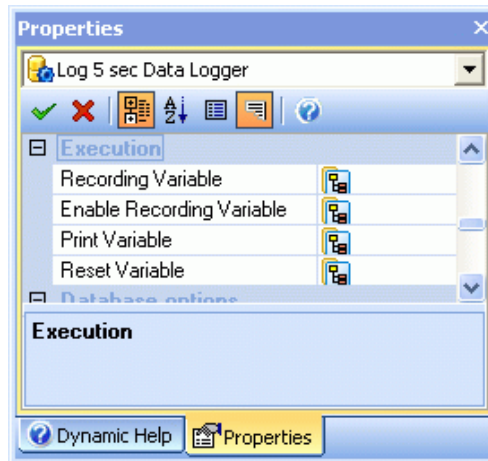 Properties
Log 5 sec Data Logger
Execution
Recording Variable
Enable Recording Variable
Print Variable
Reset Variable
Database options
Execution
Dynamic Help
Properties